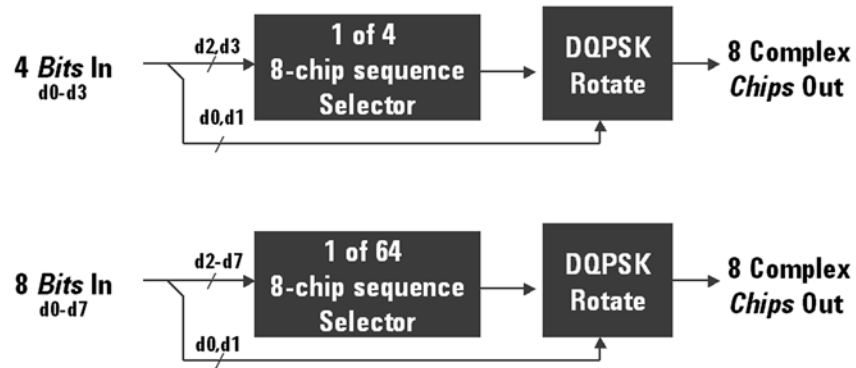 4 Bits In
d0-d3
d2,d3
d0,d1
1 of 4
8-chip sequence
Selector
DQPSK
Rotate
8 Complex
Chips Out
8 Bits In
d0-d7
d2-d7
d0,d1
1 of 64
8-chip sequence
Selector
DQPSK
Rotate
8 Complex
Chips Out